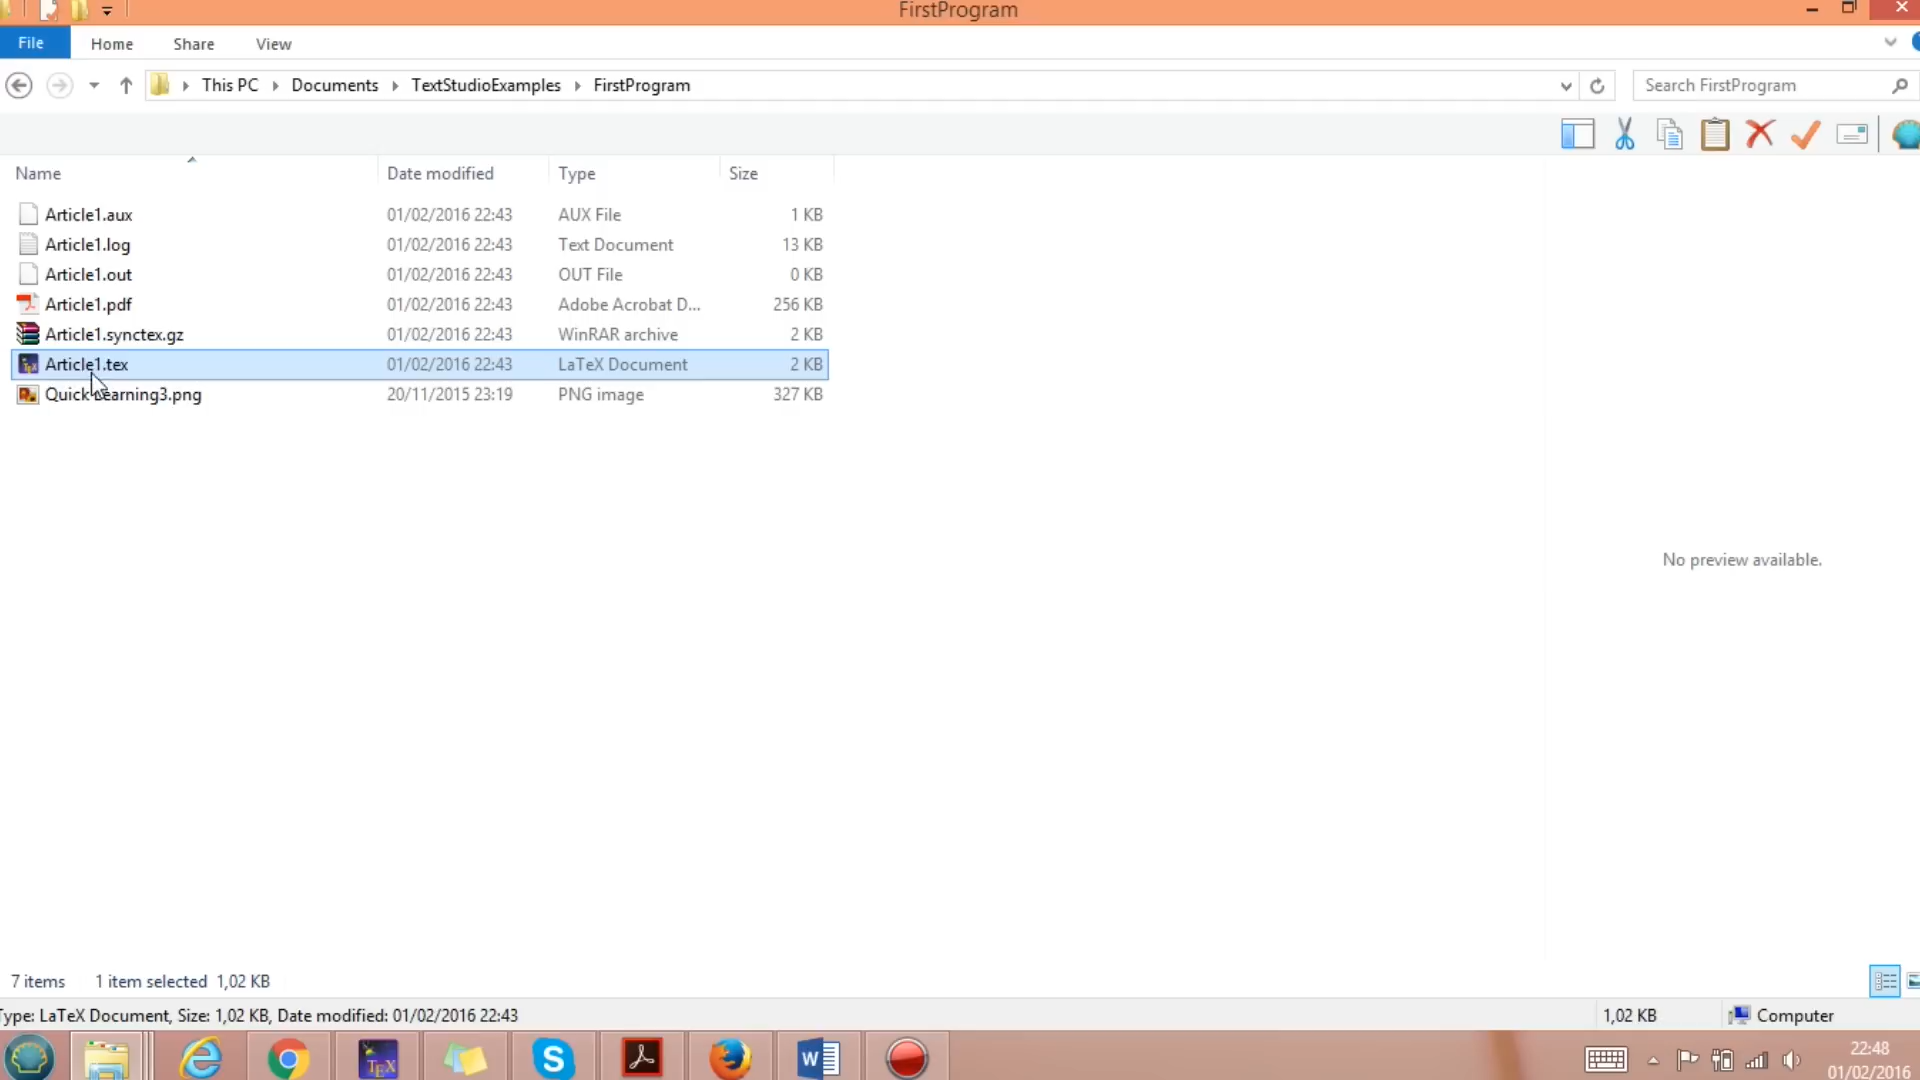 FirstProgram
File Home Share View
This PC Documents TextStudioExamples FirstProgram Search FirstProgram
Name Date modified Type Size
Article1.aux 01/02/2016 22:43 AUX File 1 KB
Article1.log 01/02/2016 22:43 Text Document 13 KB
Article1.out 01/02/2016 22:43 OUT File 0 KB
Article1.pdf 01/02/2016 22:43 Adobe Acrobat D... 256 KB
Article1.synctex.gz 01/02/2016 22:43 WinRAR archive 2 KB
Article1.tex 01/02/2016 22:43 LaTeX Document 2 KB
Quick Learning3.png 20/11/2015 23:19 PNG image 327 KB
No preview available.
7 items 1 item selected 1,02 KB
Type: LaTeX Document, Size: 1,02 KB, Date modified: 01/02/2016 22:43 1,02 KB Computer
TEX S W 22:48
01/02/2016